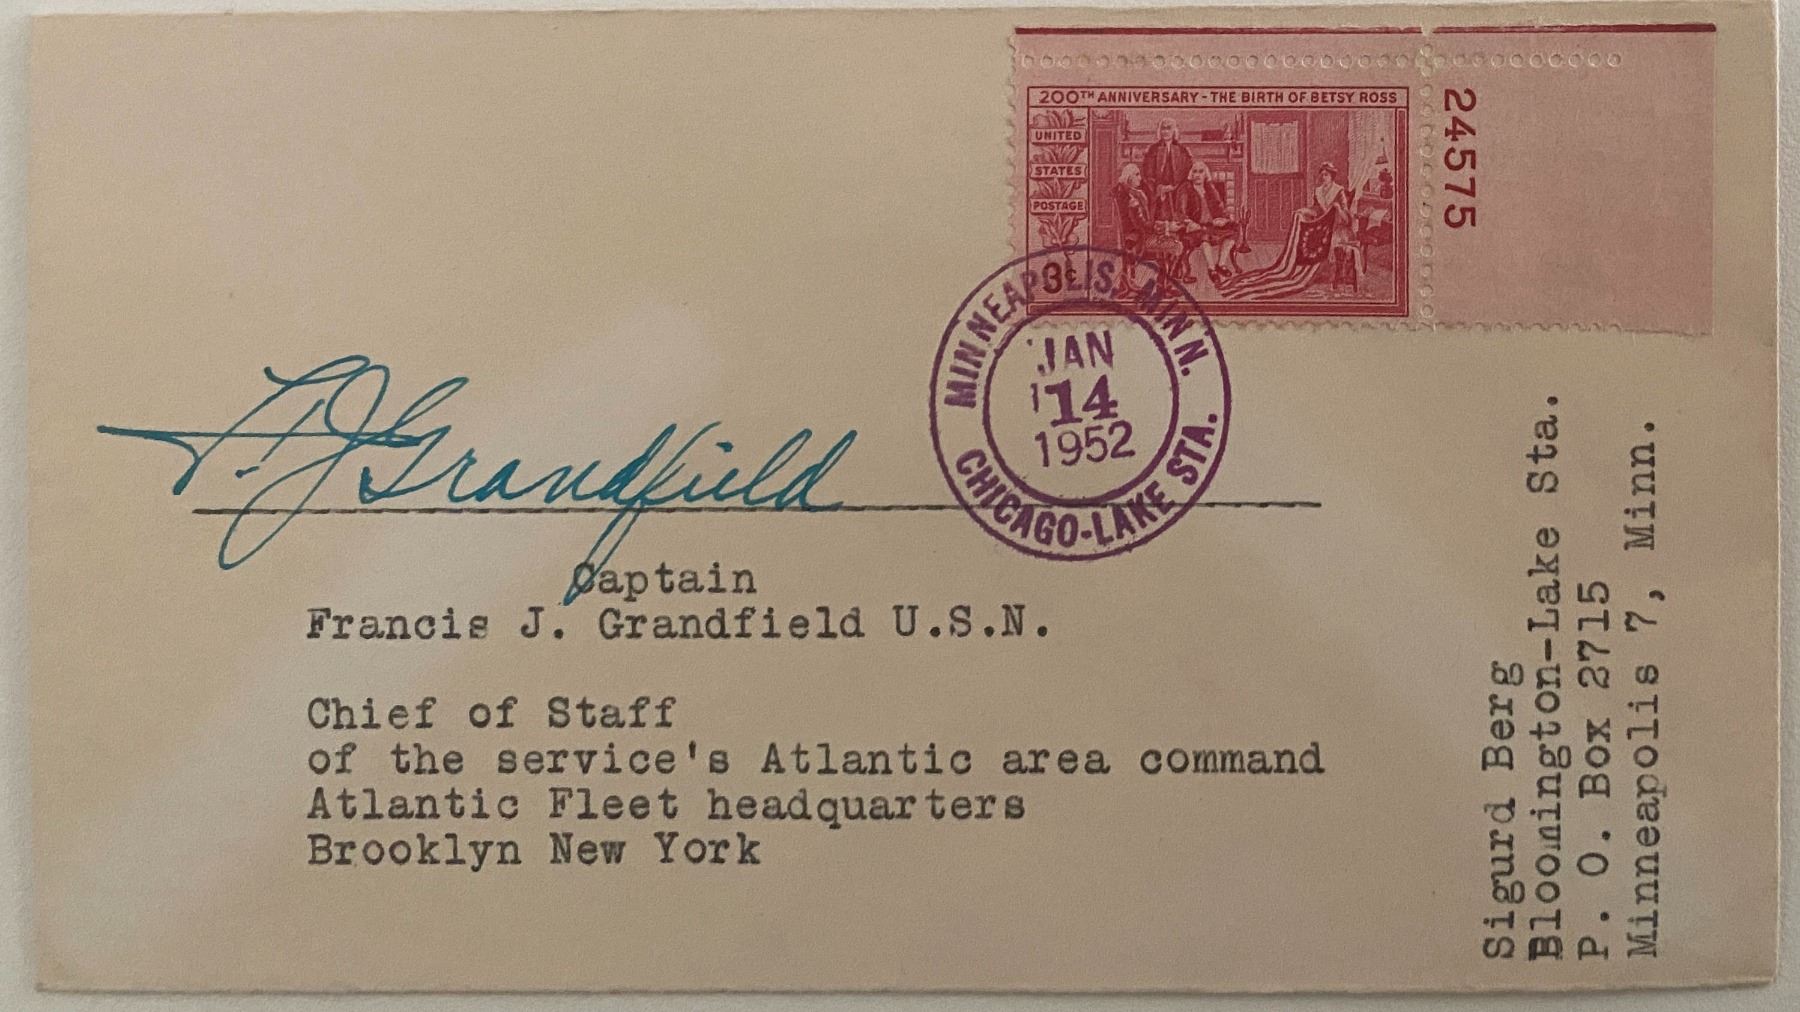 200TH ANNIVERSARY - THE BIRTH OF BETSY ROSS
UNITED
STATES
POSTAGE
3¢
24575
MINNEAPOLIS, MINN.
JAN
14
1952
CHICAGO-LAKE STA.
F. J. Grandfield
Captain
Francis J. Grandfield U.S.N.
Chief of Staff
of the service's Atlantic area command
Atlantic Fleet headquarters
Brooklyn New York
Sigurd Berg
Bloomington-Lake Sta.
P. O. Box 2715
Minneapolis 7, Minn.